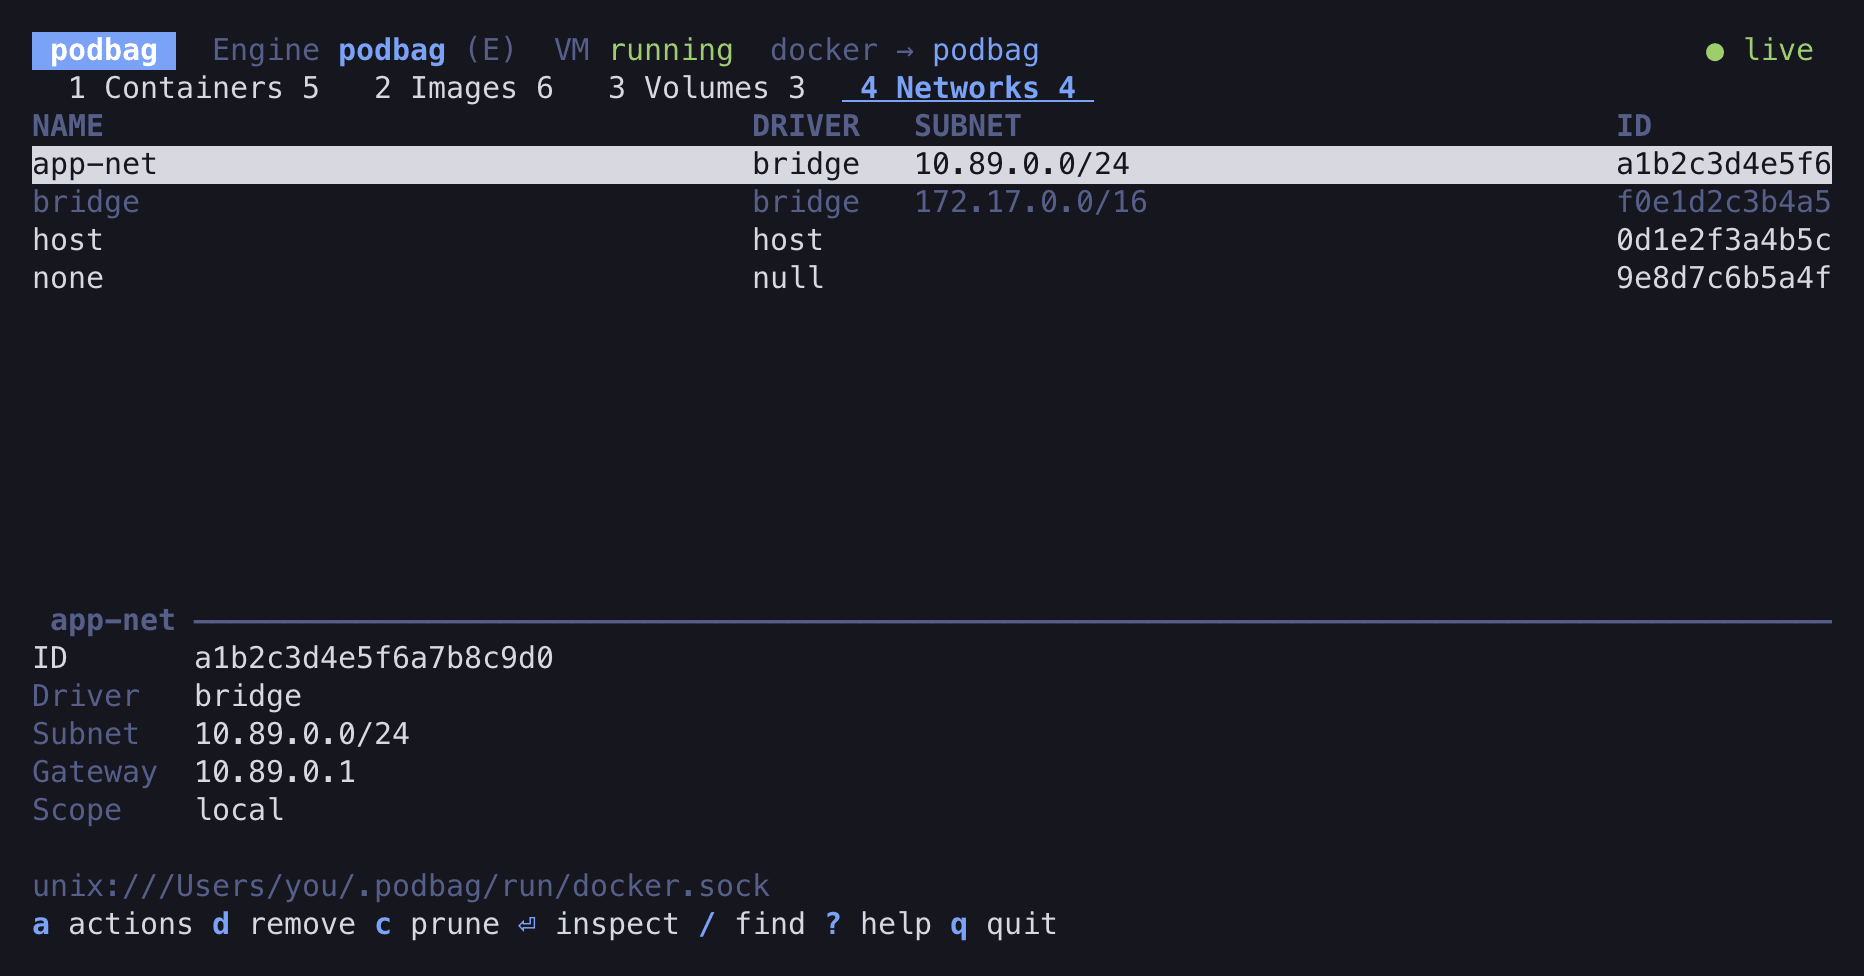 podbag Engine podbag (E) VM running docker → podbag ● live
1 Containers 5 2 Images 6 3 Volumes 3 4 Networks 4
NAME DRIVER SUBNET ID
app-net bridge 10.89.0.0/24 a1b2c3d4e5f6
bridge bridge 172.17.0.0/16 f0e1d2c3b4a5
host host 0d1e2f3a4b5c
none null 9e8d7c6b5a4f
app-net
ID a1b2c3d4e5f6a7b8c9d0
Driver bridge
Subnet 10.89.0.0/24
Gateway 10.89.0.1
Scope local
unix:///Users/you/.podbag/run/docker.sock
a actions d remove c prune ⏎ inspect / find ? help q quit